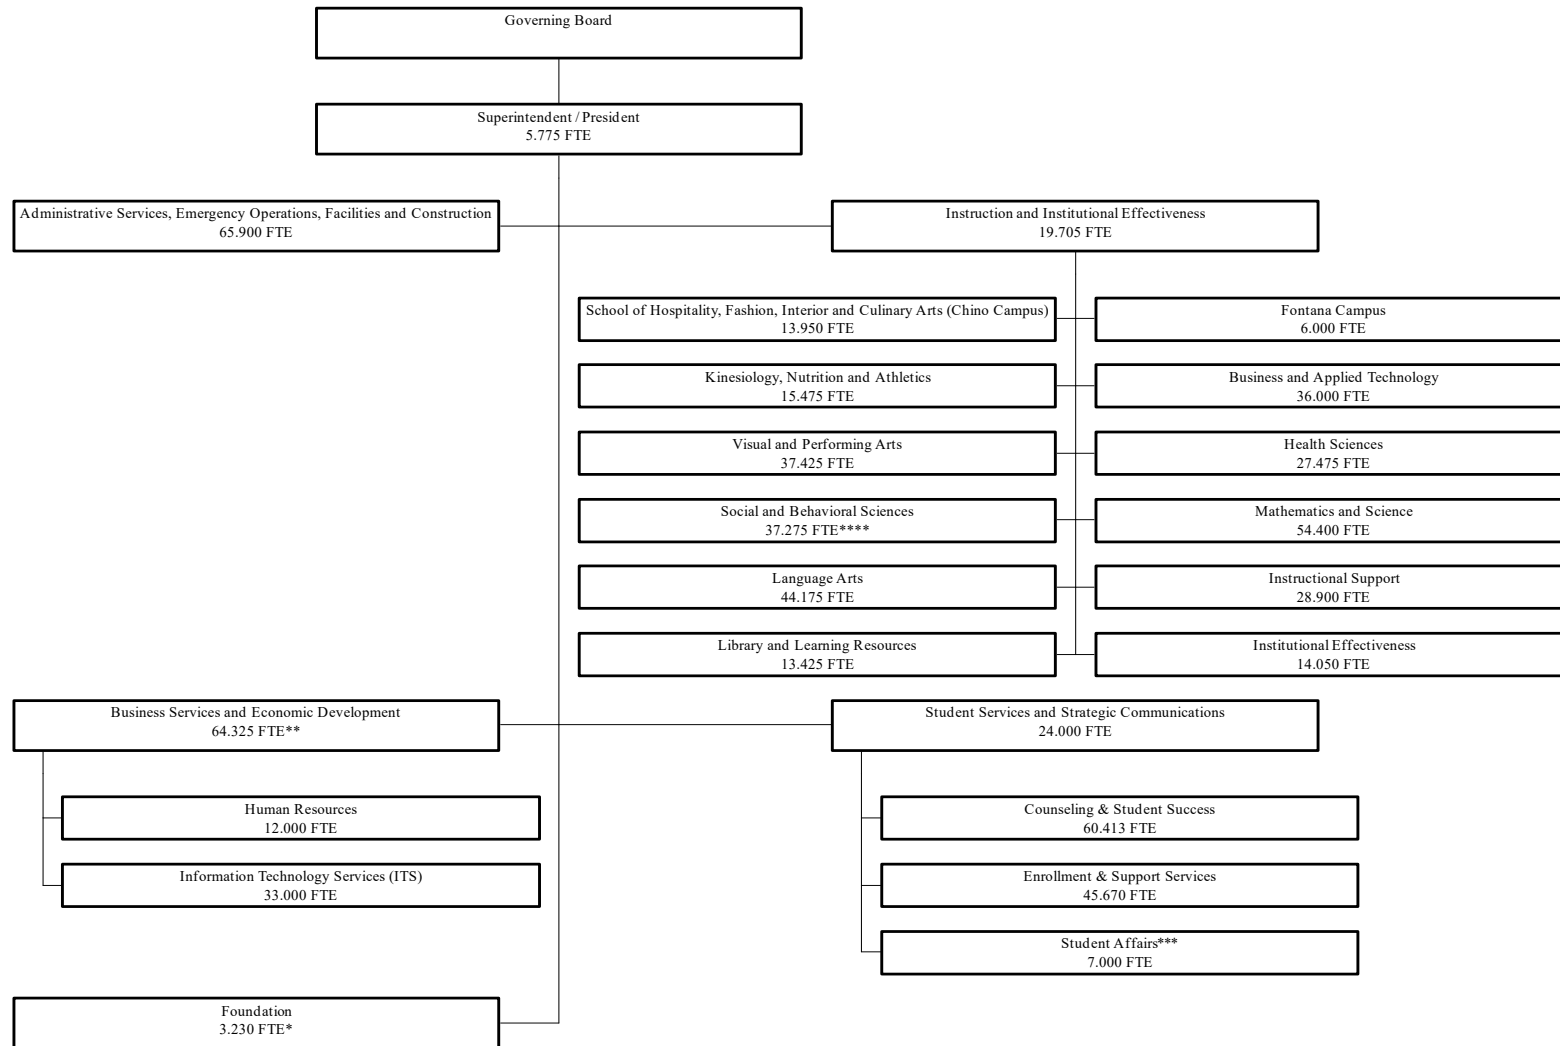 Governing Board
Superintendent / President
5.775 FTE
Administrative Services, Emergency Operations, Facilities and Construction
65.900 FTE
Instruction and Institutional Effectiveness
19.705 FTE
School of Hospitality, Fashion, Interior and Culinary Arts (Chino Campus)
13.950 FTE
Fontana Campus
6.000 FTE
Kinesiology, Nutrition and Athletics
15.475 FTE
Business and Applied Technology
36.000 FTE
Visual and Performing Arts
37.425 FTE
Health Sciences
27.475 FTE
Social and Behavioral Sciences
37.275 FTE****
Mathematics and Science
54.400 FTE
Language Arts
44.175 FTE
Instructional Support
28.900 FTE
Library and Learning Resources
13.425 FTE
Institutional Effectiveness
14.050 FTE
Business Services and Economic Development
64.325 FTE**
Student Services and Strategic Communications
24.000 FTE
Human Resources
12.000 FTE
Counseling & Student Success
60.413 FTE
Information Technology Services (ITS)
33.000 FTE
Enrollment & Support Services
45.670 FTE
Student Affairs***
7.000 FTE
Foundation
3.230 FTE*